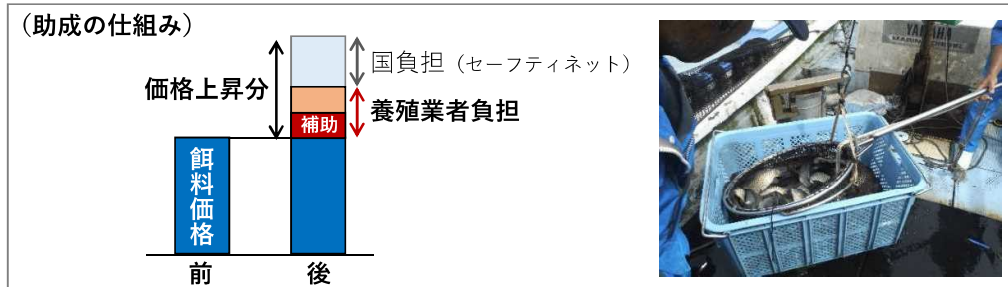 （助成の仕組み）
国負担（セーフティネット）
価格上昇分
養殖業者負担
補助
餌料価格
前
後
YAMAHA